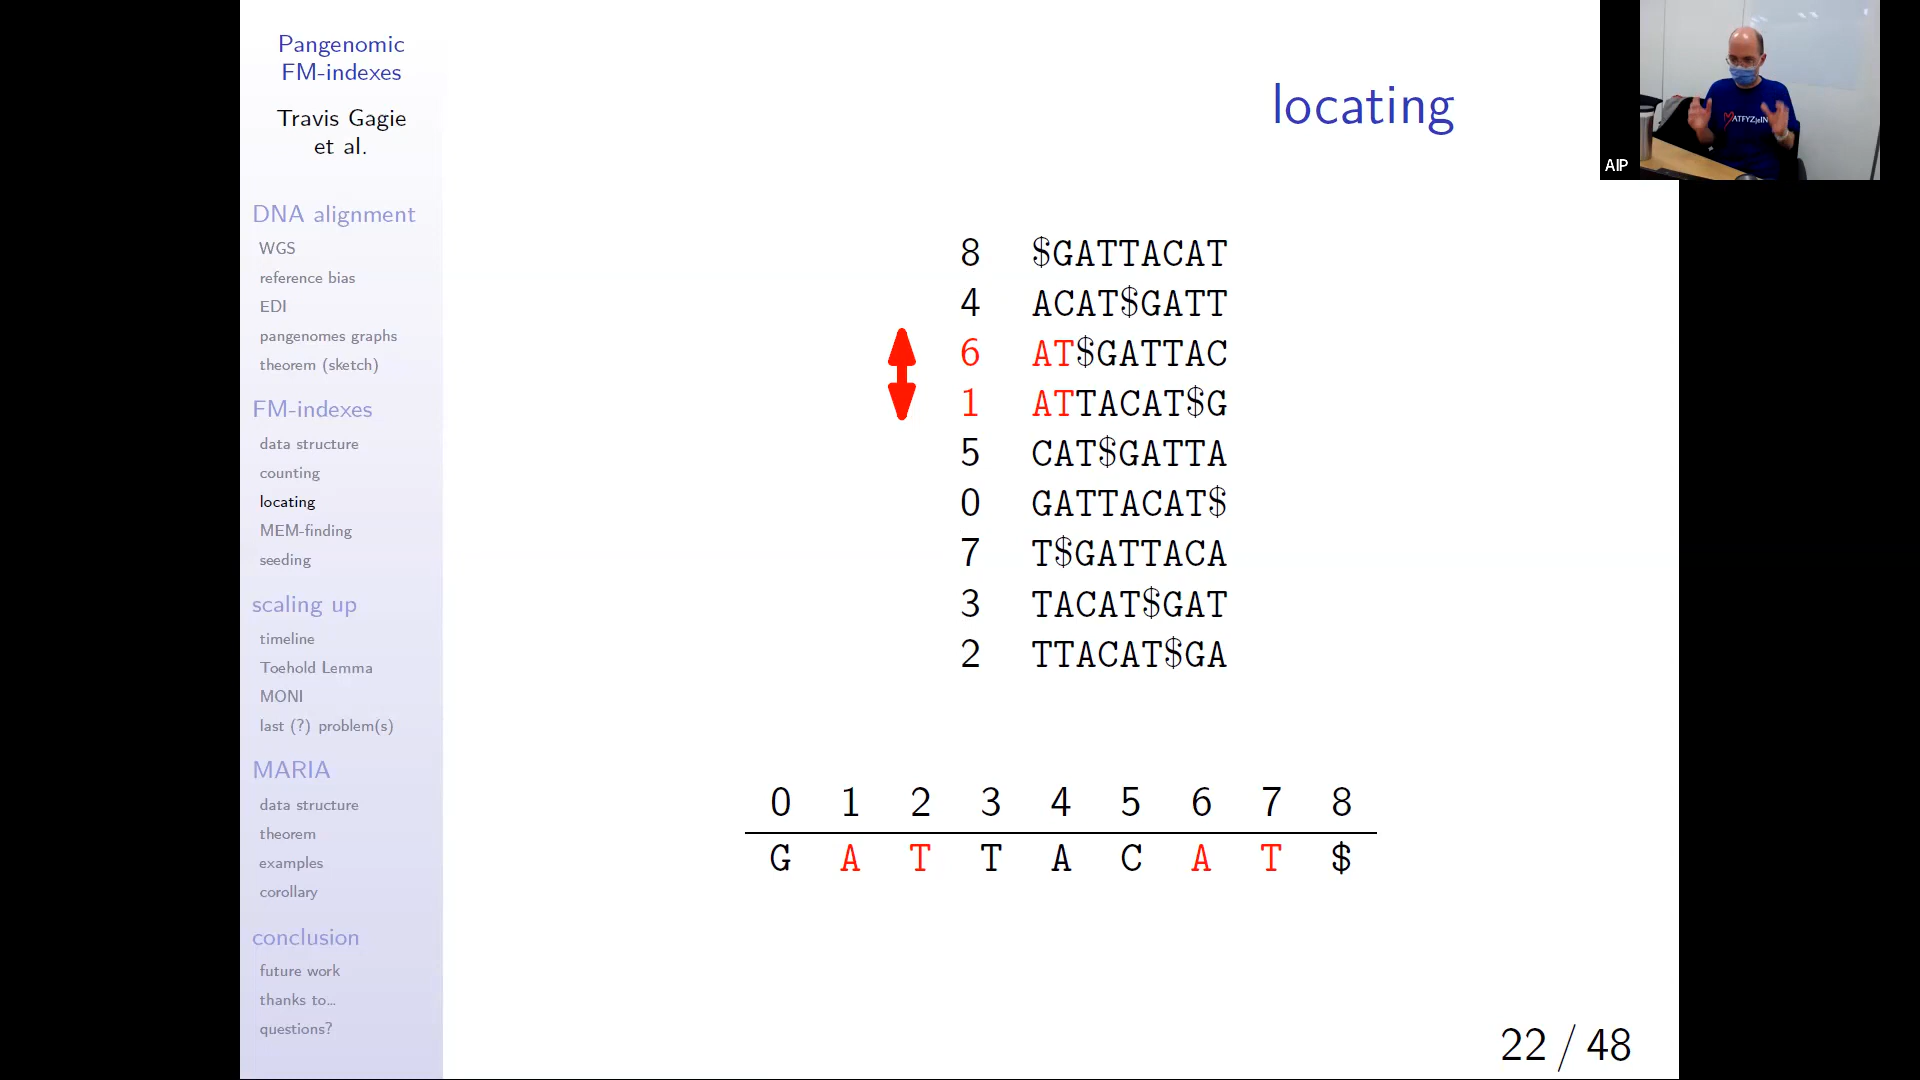 Pangenomic
FM-indexes
Travis Gagie
et al.
DNA alignment
WGS
reference bias
EDI
pangenomes graphs
theorem (sketch)
FM-indexes
data structure
counting
locating
MEM-finding
seeding
scaling up
timeline
Toehold Lemma
MONI
last (?) problem(s)
MARIA
data structure
theorem
examples
corollary
conclusion
future work
thanks to...
questions?
locating
8 $GATTACAT
4 ACAT$GATT
6 AT$GATTAC
1 ATTACAT$G
5 CAT$GATTA
0 GATTACAT$
7 T$GATTACA
3 TACAT$GAT
2 TTACAT$GA
0 1 2 3 4 5 6 7 8
G A T T A C A T $
22 / 48
AIP